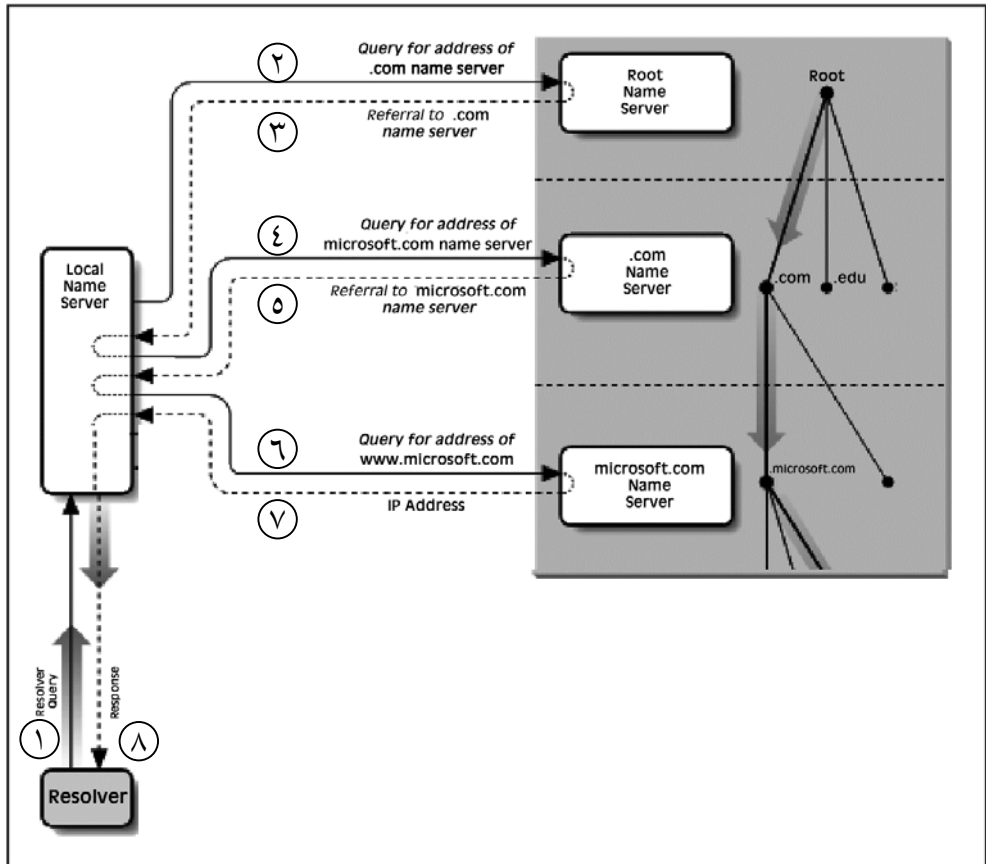 ٢
Query for address of
.com name server
٣
Referral to .com
name server
Root
Name
Server
Root
٤
Query for address of
microsoft.com name server
٥
Referral to microsoft.com
name server
.com
Name
Server
.com
.edu
Local
Name
Server
٦
Query for address of
www.microsoft.com
٧
IP Address
microsoft.com
Name
Server
.microsoft.com
Resolver
Query
Response
١
٨
Resolver